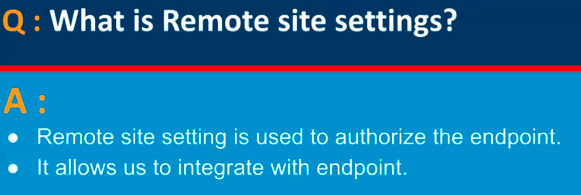 Q : What is Remote site settings?
A :
● Remote site setting is used to authorize the endpoint.
● It allows us to integrate with endpoint.